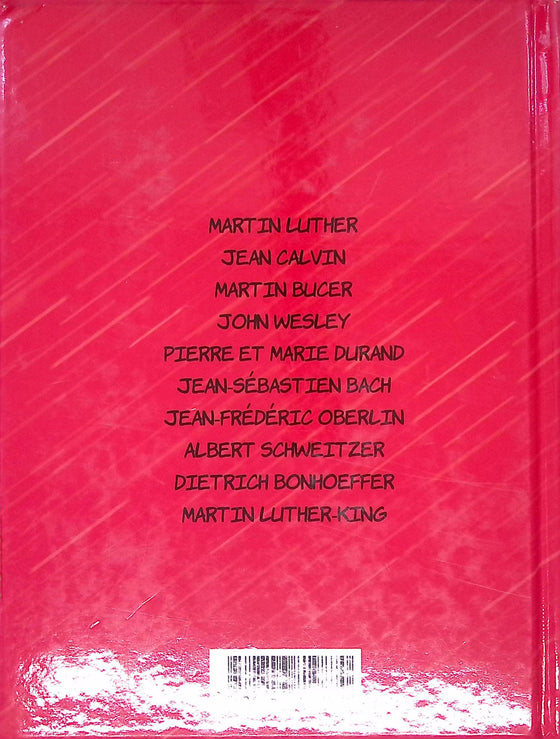 MARTIN LUTHER
JEAN CALVIN
MARTIN BUCER
JOHN WESLEY
PIERRE ET MARIE DURAND
JEAN-SÉBASTIEN BACH
JEAN-FRÉDÉRIC OBERLIN
ALBERT SCHWEITZER
DIETRICH BONHOEFFER
MARTIN LUTHER-KING